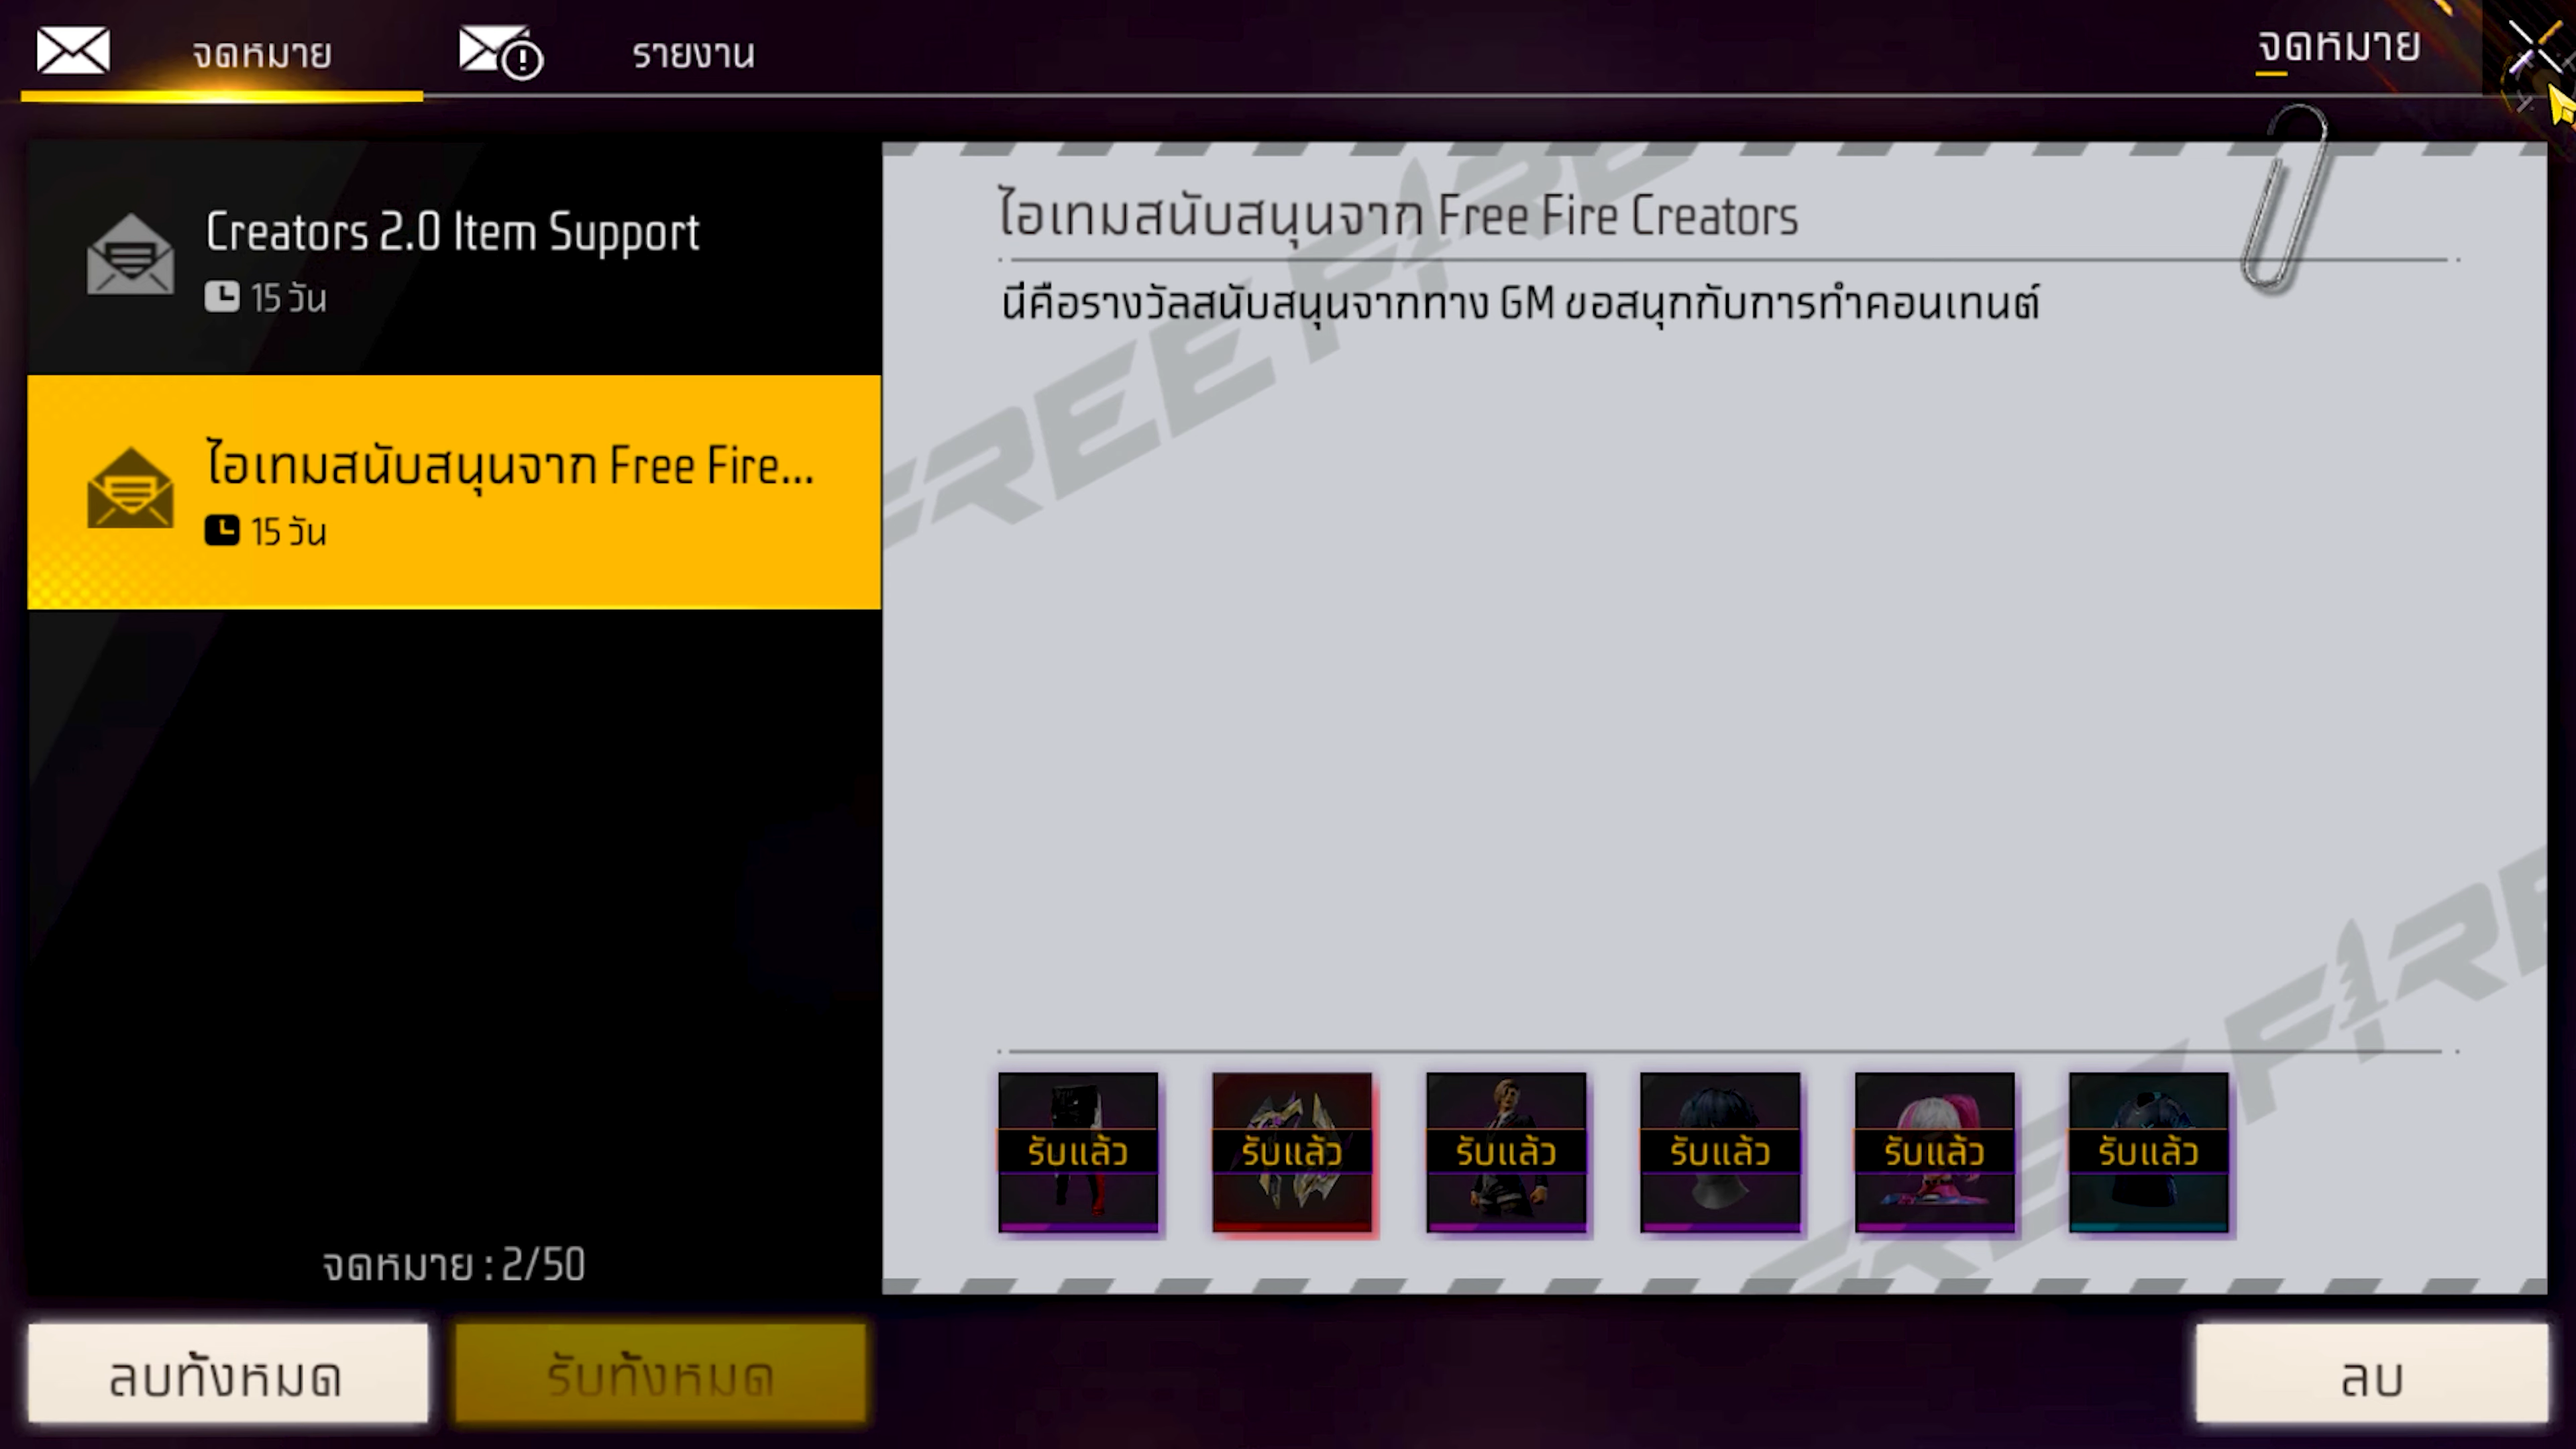 จดหมาย
รายงาน
จดหมาย
Creators 2.0 Item Support
15 วัน
ไอเทมสนับสนุนจาก Free Fire...
15 วัน
จดหมาย : 2/50
ไอเทมสนับสนุนจาก Free Fire Creators
นี่คือรางวัลสนับสนุนจากทาง GM ขอสนุกกับการทำคอนเทนต์
FREE FIRE
FREE FIRE
รับแล้ว รับแล้ว รับแล้ว รับแล้ว รับแล้ว รับแล้ว
ลบทั้งหมด
รับทั้งหมด
ลบ